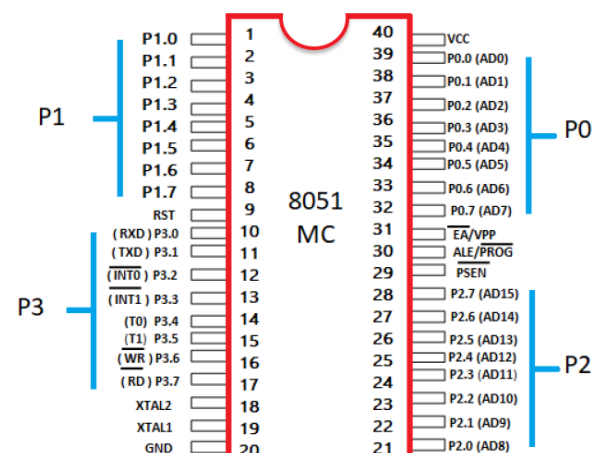 P1.0 1 40 VCC
P1.1 2 39 P0.0 (AD0)
P1.2 3 38 P0.1 (AD1)
P1.3 4 37 P0.2 (AD2)
P1.4 5 36 P0.3 (AD3)
P1.5 6 35 P0.4 (AD4)
P1.6 7 34 P0.5 (AD5)
P1.7 8 33 P0.6 (AD6)
RST 9 32 P0.7 (AD7)
(RXD) P3.0 10 31 EA/VPP
(TXD) P3.1 11 30 ALE/PROG
(INT0) P3.2 12 29 PSEN
(INT1) P3.3 13 28 P2.7 (AD15)
(T0) P3.4 14 27 P2.6 (AD14)
(T1) P3.5 15 26 P2.5 (AD13)
(WR) P3.6 16 25 P2.4 (AD12)
(RD) P3.7 17 24 P2.3 (AD11)
XTAL2 18 23 P2.2 (AD10)
XTAL1 19 22 P2.1 (AD9)
GND 20 21 P2.0 (AD8)
P1
P3
8051
MC
P0
P2